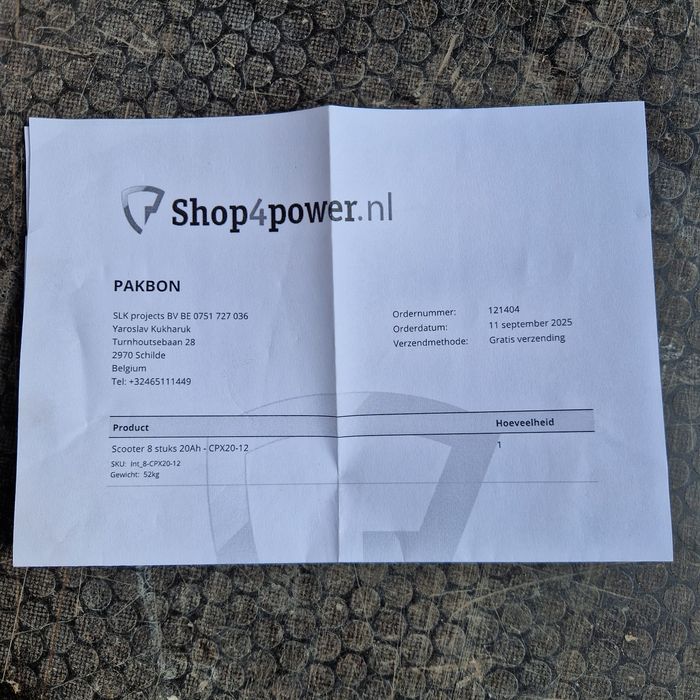 Shop4power.nl
PAKBON
SLK projects BV BE 0751 727 036
Yaroslav Kukharuk
Turnhoutsebaan 28
2970 Schilde
Belgium
Tel: +32465111449
Ordernummer: 121404
Orderdatum: 11 september 2025
Verzendmethode: Gratis verzending
Product Hoeveelheid
Scooter 8 stuks 20Ah - CPX20-12 1
SKU: Int_8-CPX20-12
Gewicht: 52kg